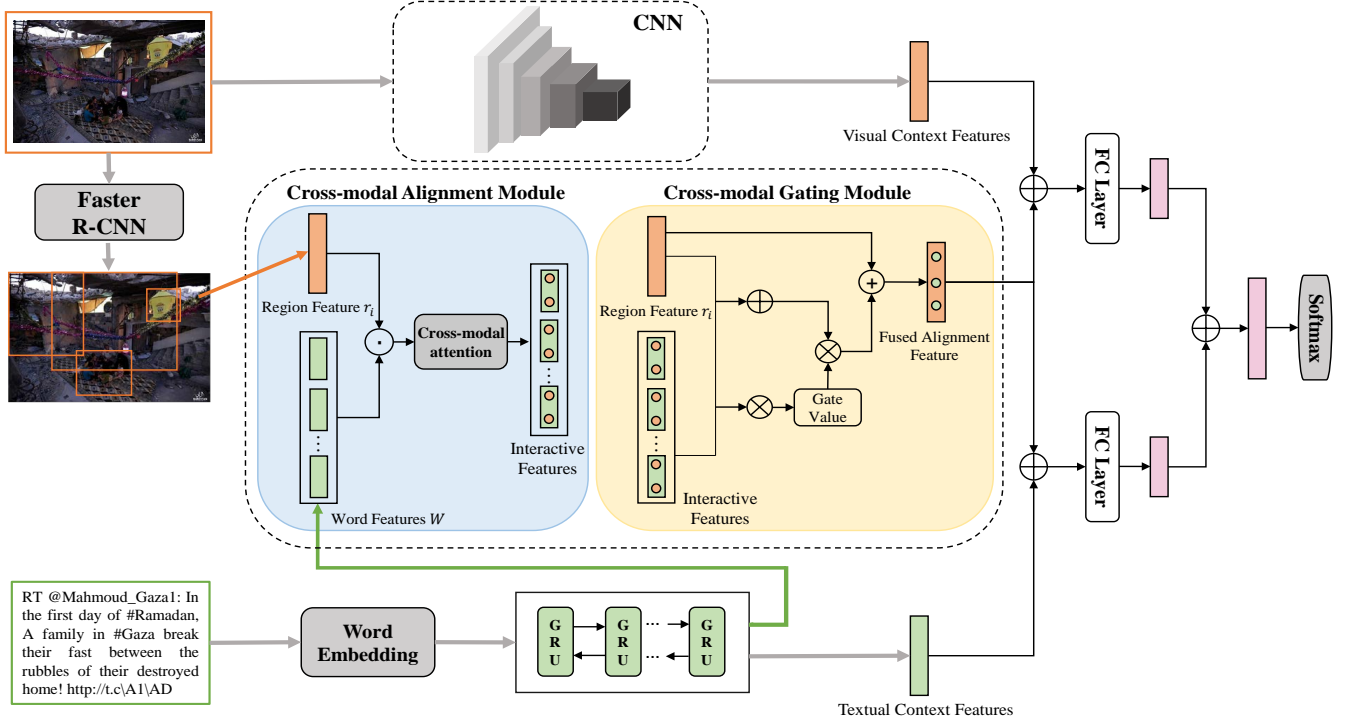 CNN
Visual Context Features
Faster
R-CNN
Cross-modal Alignment Module
Cross-modal Gating Module
Region Feature r_i
Cross-modal
attention
Interactive
Features
Word Features W
Region Feature r_i
Interactive
Features
Gate
Value
Fused Alignment
Feature
FC Layer
FC Layer
Softmax
RT @Mahmoud_Gaza1: In
the first day of #Ramadan,
A family in #Gaza break
their fast between the
rubbles of their destroyed
home! http://t.c\A1\AD
Word
Embedding
GRU
GRU
...
GRU
...
Textual Context Features